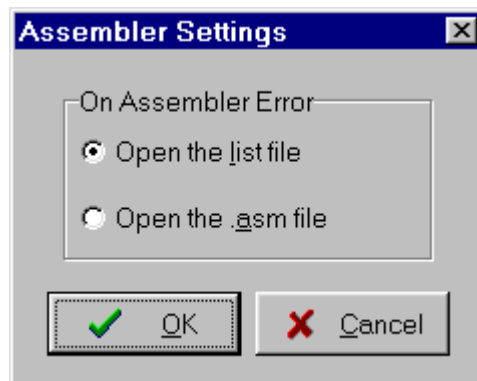 Assembler Settings
On Assembler Error
Open the list file
Open the .asm file
OK
Cancel